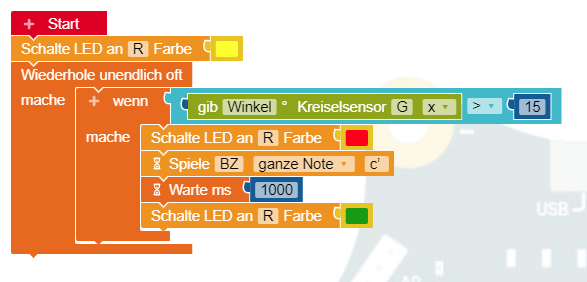 + Start
Schalte LED an R Farbe
Wiederhole unendlich oft
mache + wenn gib Winkel ° Kreiselsensor G x > 15
mache Schalte LED an R Farbe
Spiele BZ ganze Note c'
Warte ms 1000
Schalte LED an R Farbe
USB